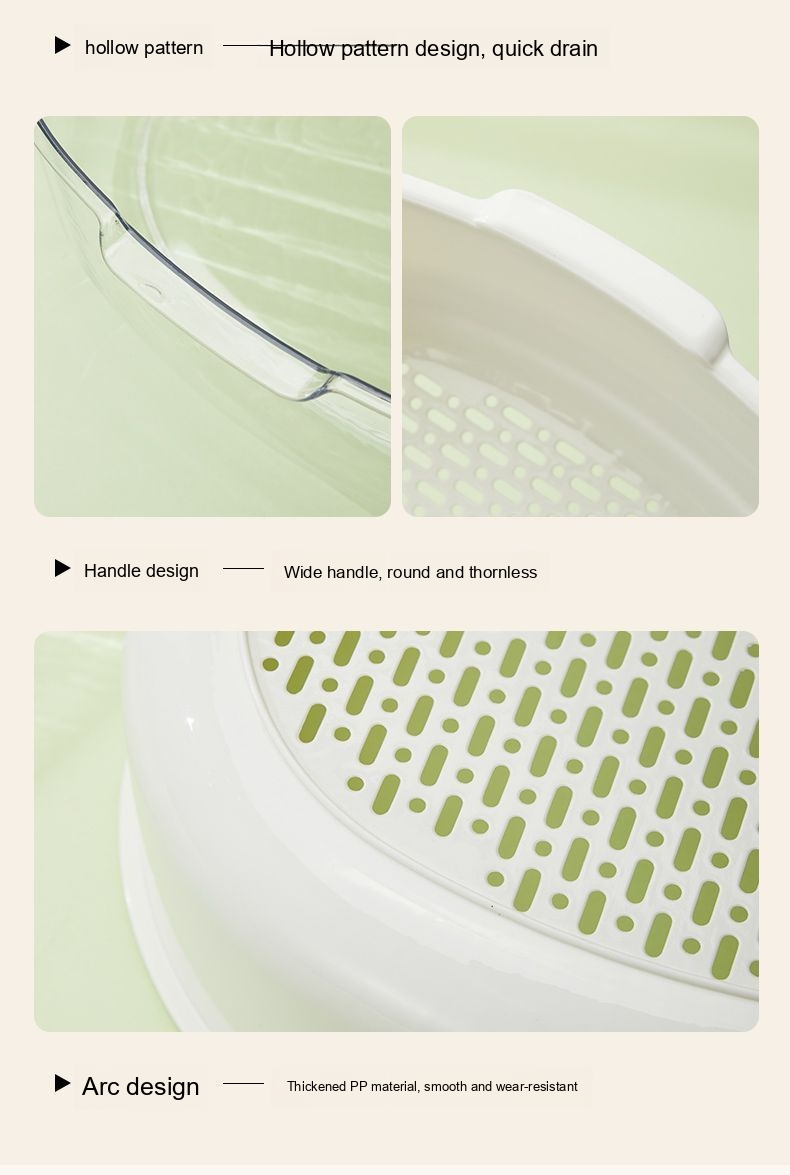 hollow pattern Hollow pattern design, quick drain
Handle design Wide handle, round and thornless
Arc design Thickened PP material, smooth and wear-resistant